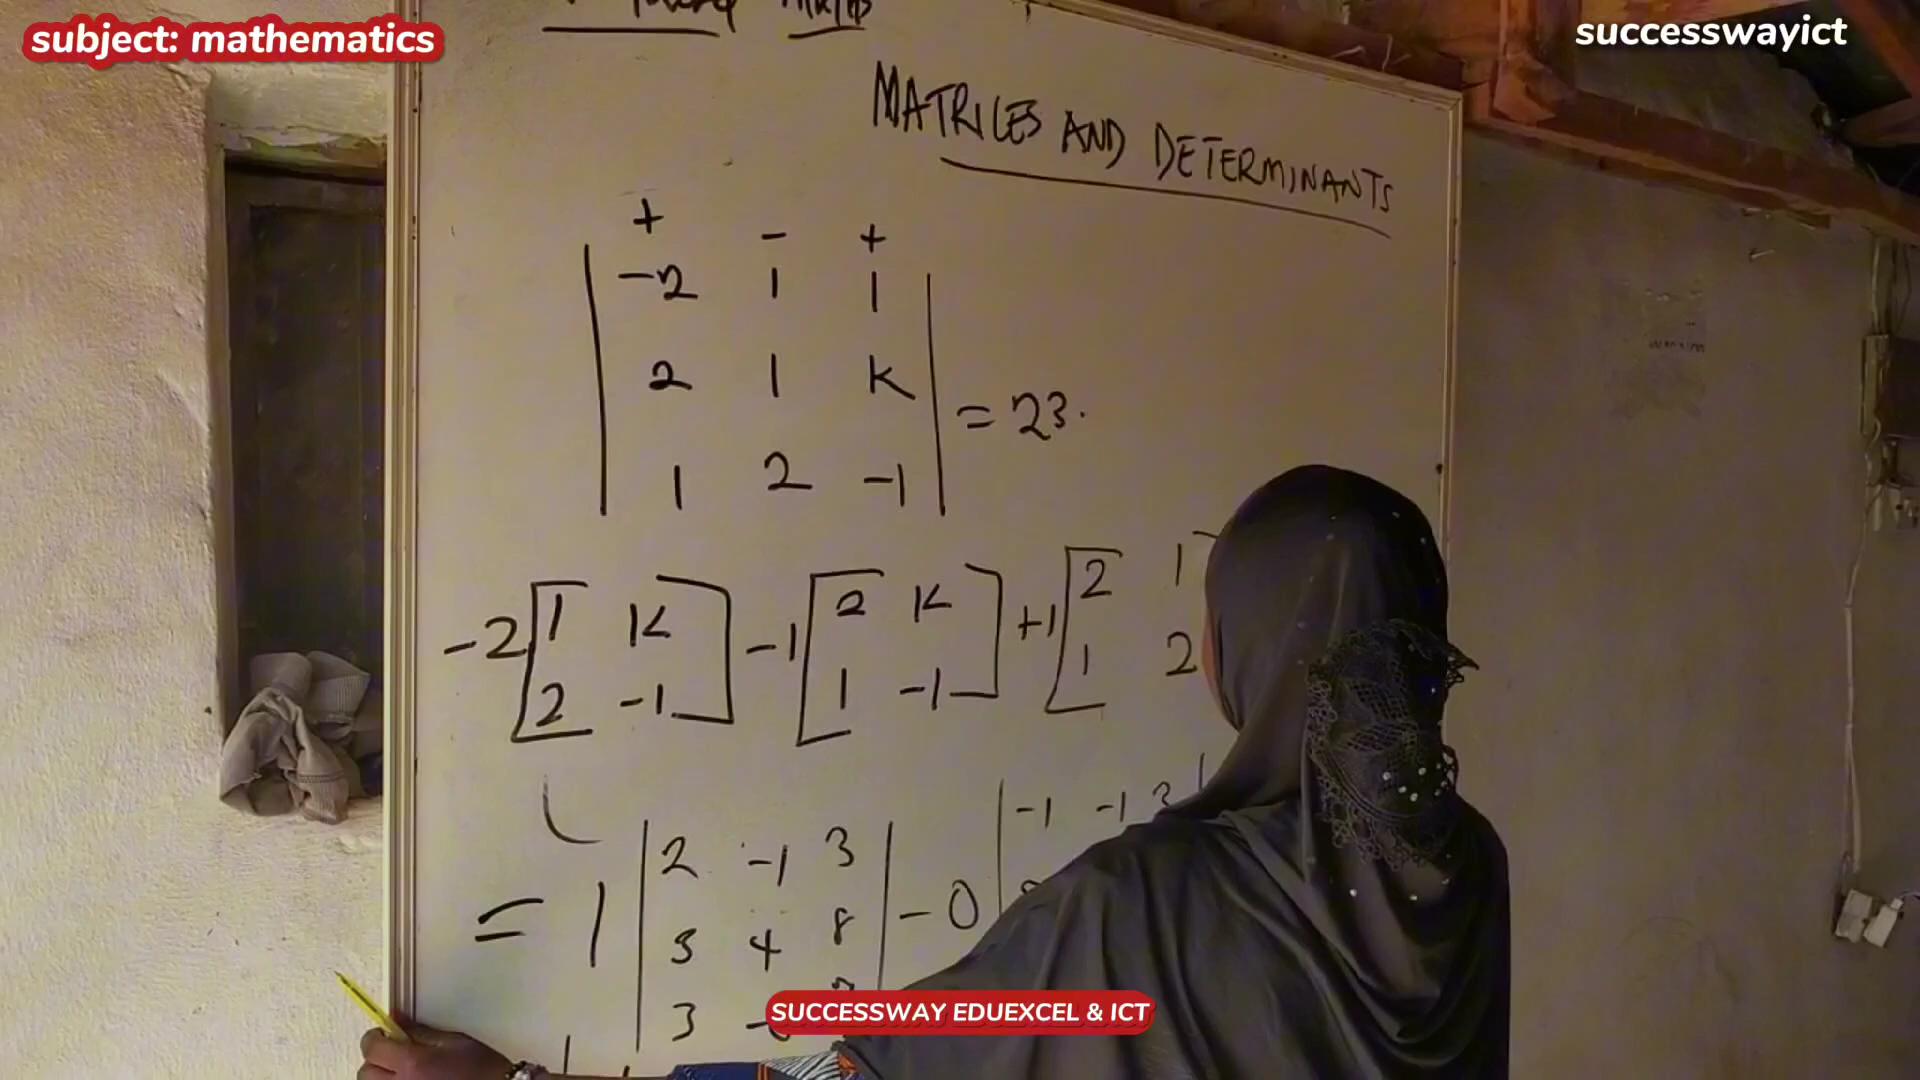 subject: mathematics
successwayict
Maths
MATRICES AND DETERMINANTS
+ - +
-2 1 1
2 1 K
= 23.
1 2 -1
-2 [1 K -1 [2 K +1 [2 1
2 -1] 1 -1] 1 2
-1 -1 3
2 -1 3
= 1 - 0
3 4 8
3
SUCCESSWAY EDUEXCEL & ICT